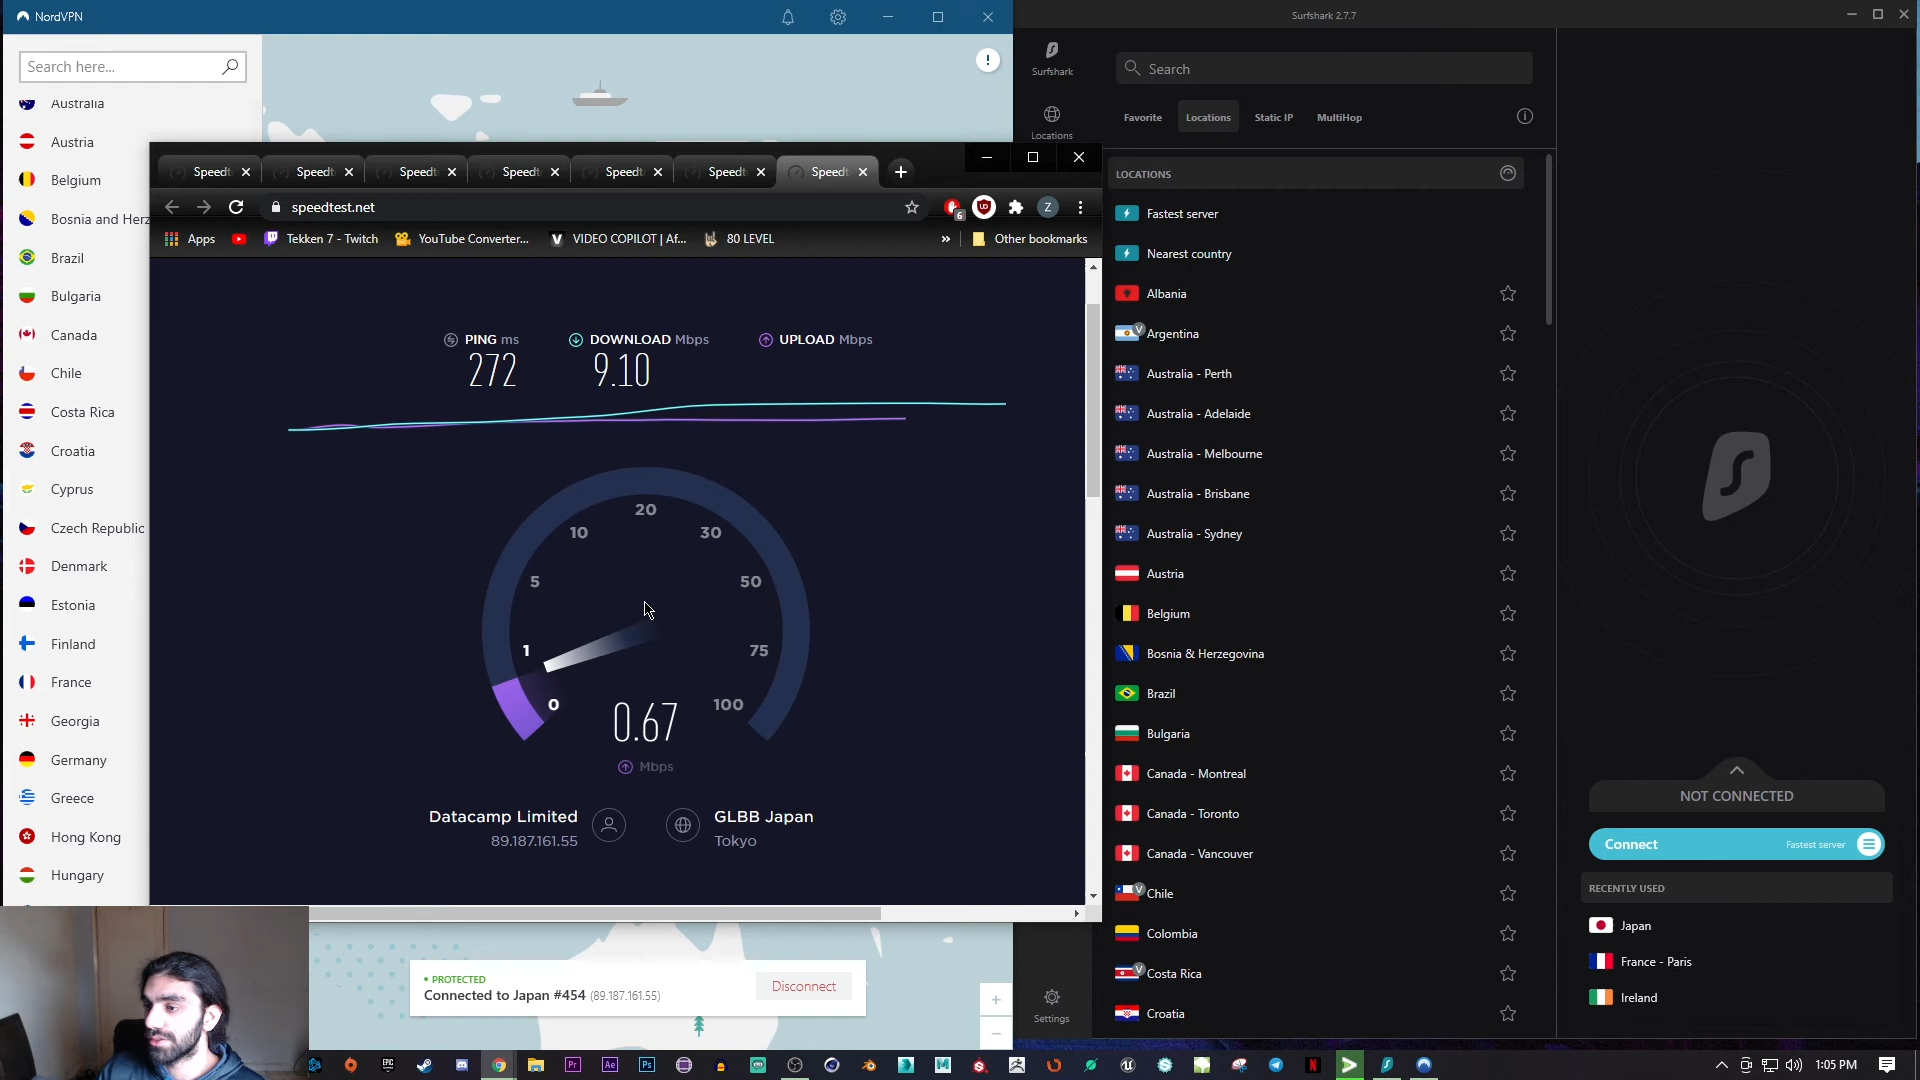 NordVPN
Search here...
Australia
Austria
Belgium
Bosnia and Herz
Brazil
Bulgaria
Canada
Chile
Costa Rica
Croatia
Cyprus
Czech Republic
Denmark
Estonia
Finland
France
Georgia
Germany
Greece
Hong Kong
Hungary
Speedt
Speedt
Speedt
Speedt
Speedt
Speedt
Speedt
speedtest.net
6
Z
Apps
Tekken 7 - Twitch
YouTube Converter...
VIDEO COPILOT | Af...
80 LEVEL
Other bookmarks
PING ms
272
DOWNLOAD Mbps
9.10
UPLOAD Mbps
0
1
5
10
20
30
50
75
100
0.67
Mbps
Datacamp Limited
89.187.161.55
GLBB Japan
Tokyo
PROTECTED
Connected to Japan #454 (89.187.161.55)
Disconnect
Surfshark 2.7.7
Surfshark
Locations
Settings
Search
Favorite
Locations
Static IP
MultiHop
LOCATIONS
Fastest server
Nearest country
Albania
Argentina
Australia - Perth
Australia - Adelaide
Australia - Melbourne
Australia - Brisbane
Australia - Sydney
Austria
Belgium
Bosnia & Herzegovina
Brazil
Bulgaria
Canada - Montreal
Canada - Toronto
Canada - Vancouver
Chile
Colombia
Costa Rica
Croatia
NOT CONNECTED
Connect
Fastest server
RECENTLY USED
Japan
France - Paris
Ireland
1:05 PM